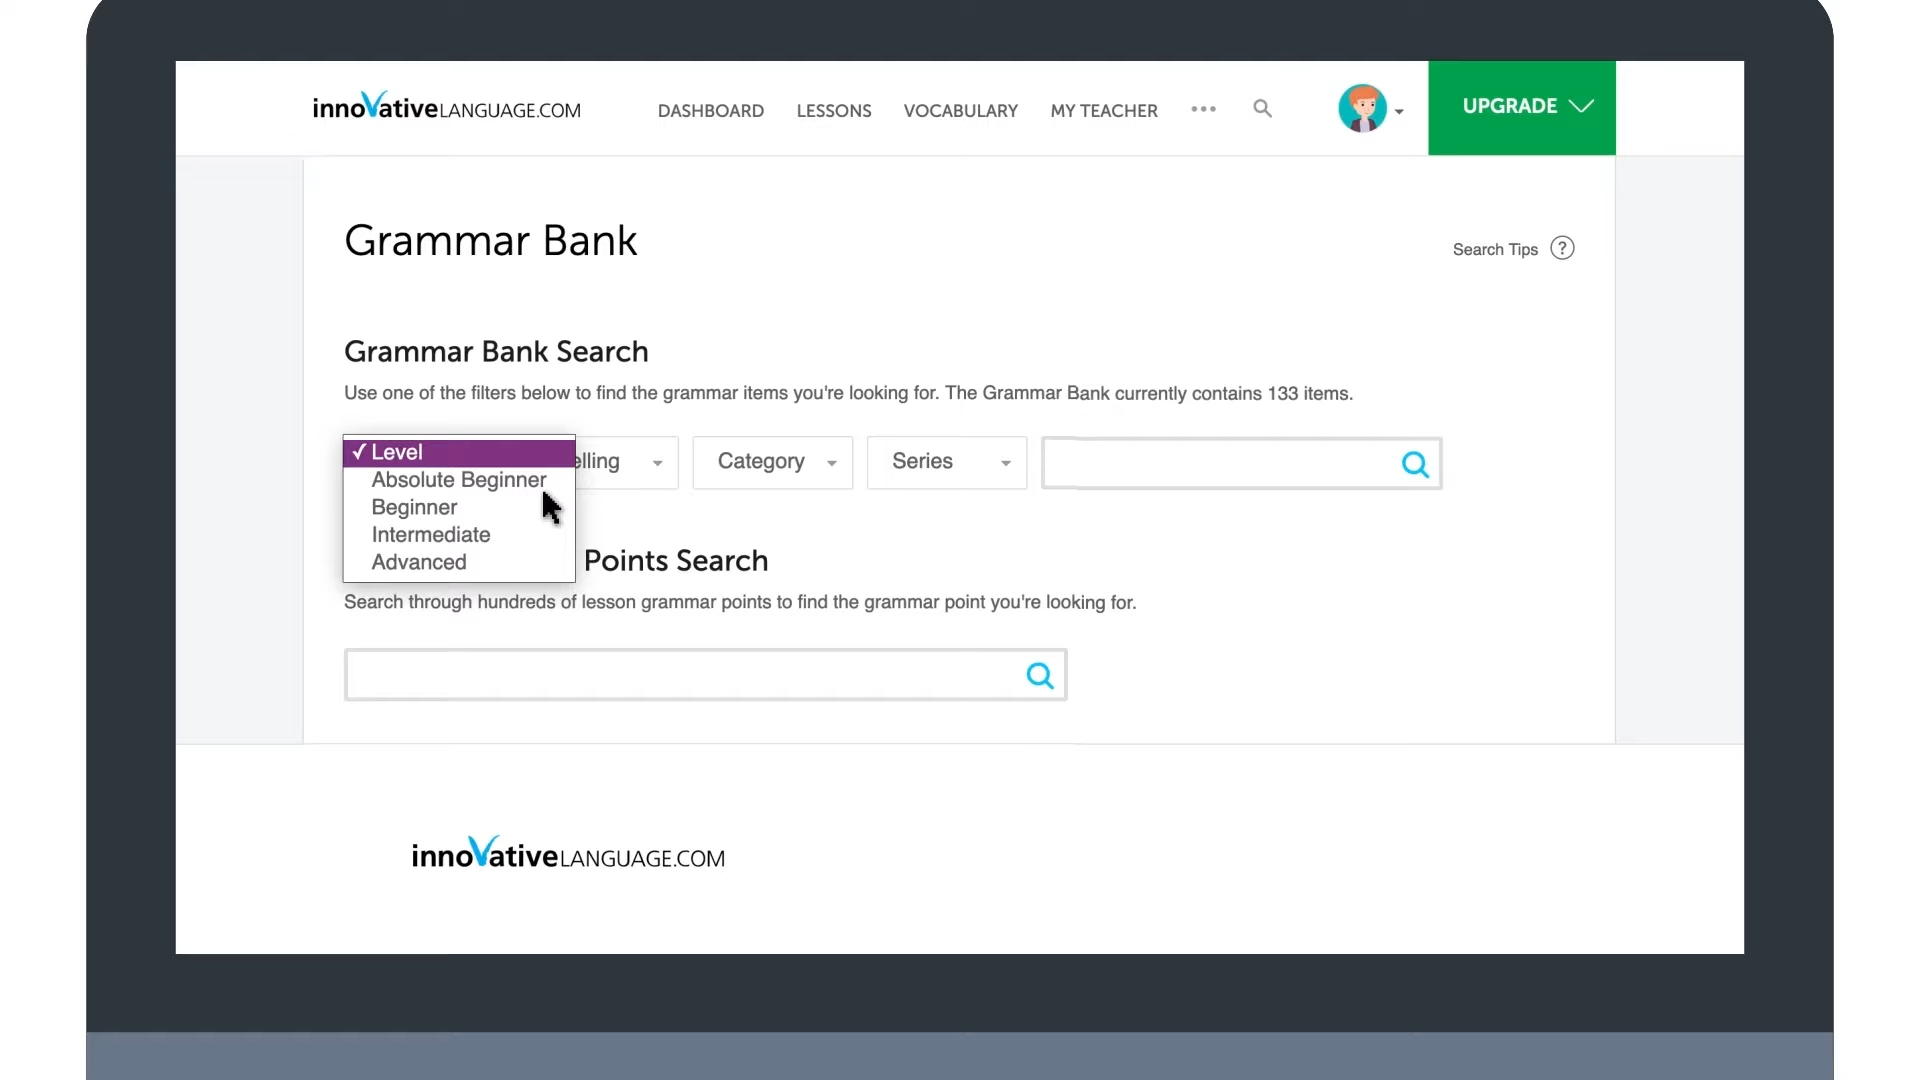 innoVativeLANGUAGE.COM
DASHBOARD LESSONS VOCABULARY MY TEACHER
UPGRADE
Grammar Bank
Search Tips ?
Grammar Bank Search
Use one of the filters below to find the grammar items you're looking for. The Grammar Bank currently contains 133 items.
✓ Level
Absolute Beginner
Beginner
Intermediate
Advanced
elling
Category
Series
Points Search
Search through hundreds of lesson grammar points to find the grammar point you're looking for.
innoVativeLANGUAGE.COM